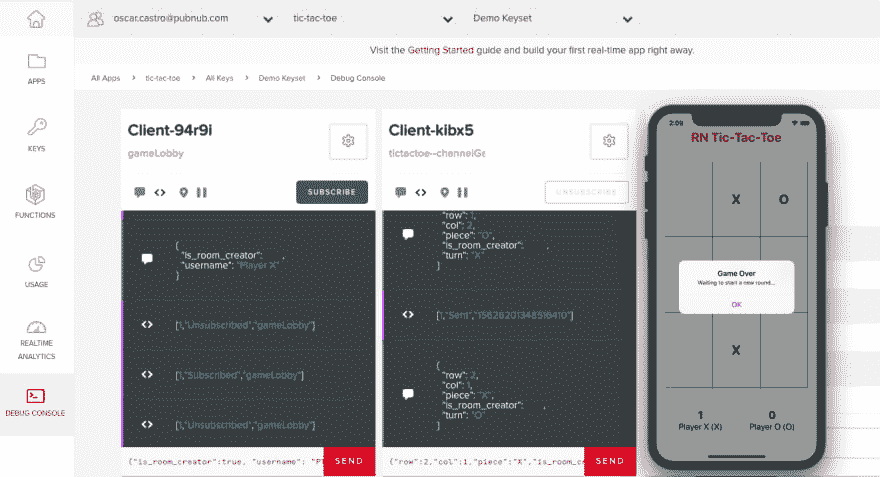 oscar.castro@pubnub.com
tic-tac-toe
Demo Keyset
Visit the Getting Started guide and build your first real-time app right away.
All Apps > tic-tac-toe > All Keys > Demo Keyset > Debug Console
APPS
KEYS
FUNCTIONS
USAGE
REALTIME
ANALYTICS
DEBUG CONSOLE
Client-94r9i
gameLobby
SUBSCRIBE
{
"is_room_creator": ,
"username": "Player X"
}
[1,"Unsubscribed","gameLobby"]
[1,"Subscribed","gameLobby"]
[1,"Unsubscribed","gameLobby"]
{"is_room_creator":true, "username": "Pl
SEND
Client-kibx5
tictactoe--channelGe
UNSUBSCRIBE
"row": 1,
"col": 2,
"piece": "O",
"is_room_creator": ,
"turn": "X"
}
[1,"Sent","15628201348516410"]
{
"row": 2,
"col": 1,
"piece": "X",
"is_room_creator": ,
"turn": "O"
}
{"row":2,"col":1,"piece":"X","is_room_cr
SEND
2:09
RN Tic-Tac-Toe
X O
Game Over
Waiting to start a new round...
OK
X
1 0
Player X (X) Player O (O)